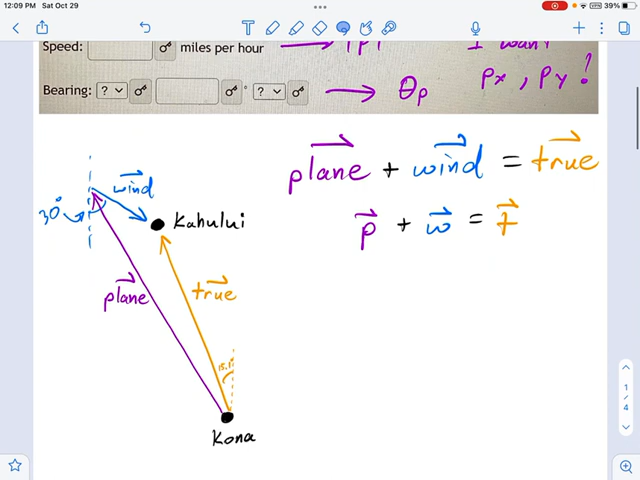 12:09 PM Sat Oct 29
39%
Speed: miles per hour
|p|
I want
px, py!
Bearing: ? ° ?
θp
plane + wind = true
p + w = t
wind
30°
Kahului
plane
true
Kona
1
4